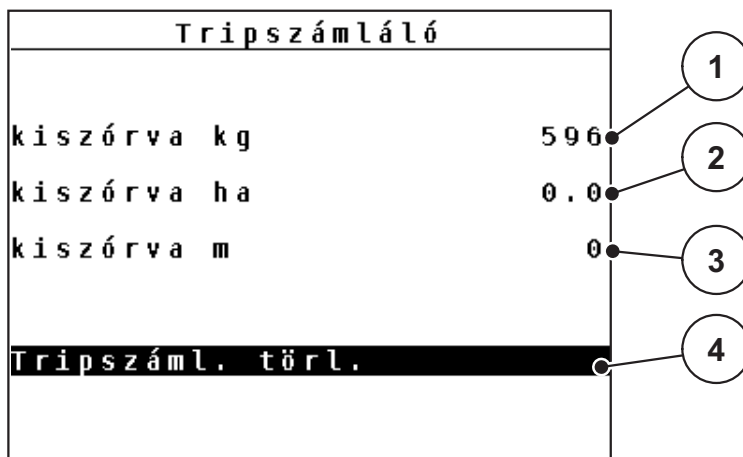 Tripszámláló
1
kiszórva kg 596
2
kiszórva ha 0.0
kiszórva m 0
3
Tripszáml. törl.
4